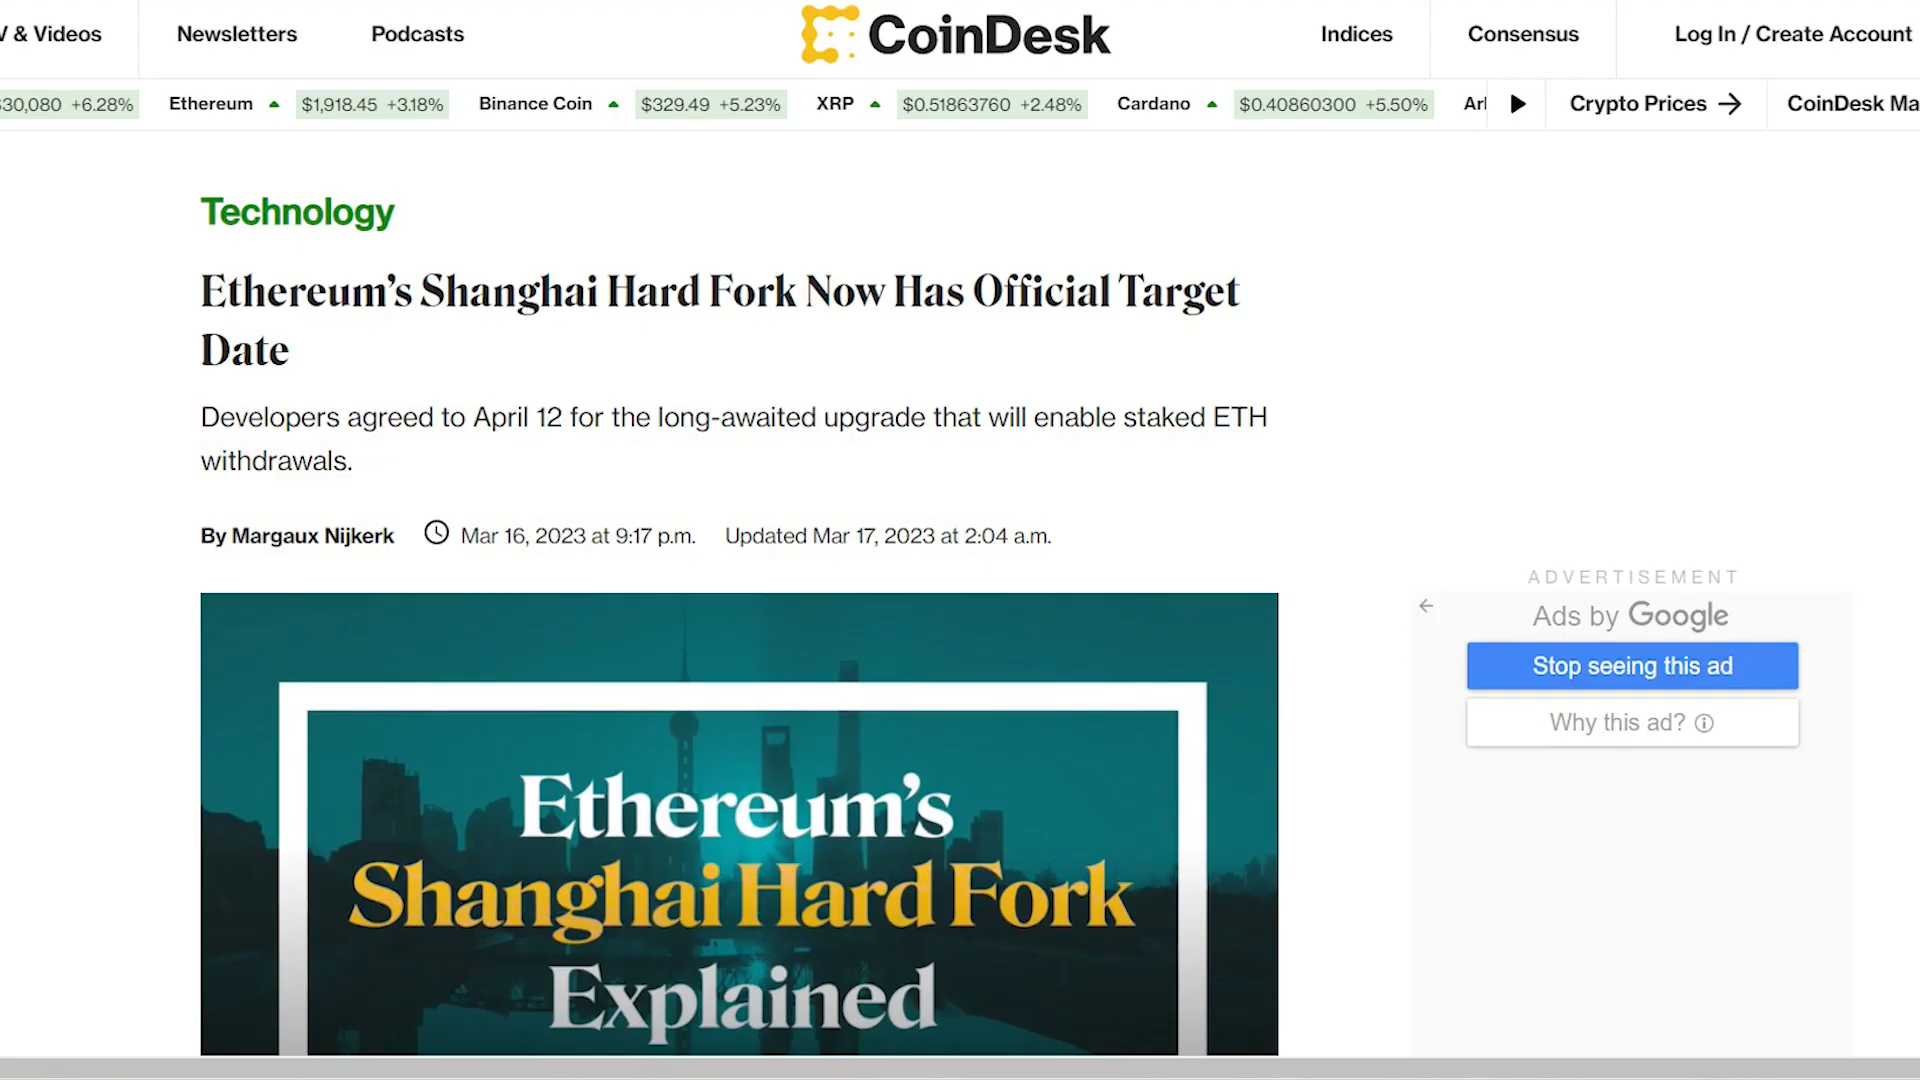 V & Videos
Newsletters
Podcasts
CoinDesk
Indices
Consensus
Log In / Create Account
$30,080 +6.28%
Ethereum $1,918.45 +3.18%
Binance Coin $329.49 +5.23%
XRP $0.51863760 +2.48%
Cardano $0.40860300 +5.50%
Crypto Prices
CoinDesk Ma
Technology
Ethereum’s Shanghai Hard Fork Now Has Official Target
Date
Developers agreed to April 12 for the long-awaited upgrade that will enable staked ETH
withdrawals.
By Margaux Nijkerk Mar 16, 2023 at 9:17 p.m. Updated Mar 17, 2023 at 2:04 a.m.
ADVERTISEMENT
Ads by Google
Stop seeing this ad
Why this ad?
Ethereum’s
Shanghai Hard Fork
Explained